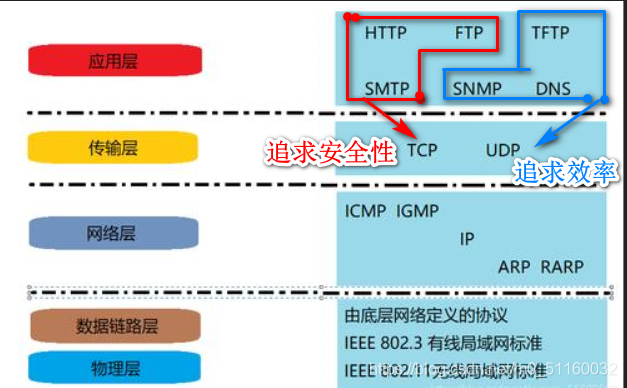 应用层
HTTP FTP TFTP
SMTP SNMP DNS
传输层
追求安全性
TCP UDP
追求效率
网络层
ICMP IGMP
IP
ARP RARP
数据链路层
由底层网络定义的协议
IEEE 802.3 有线局域网标准
物理层
IEEE 802.11 无线局域网标准